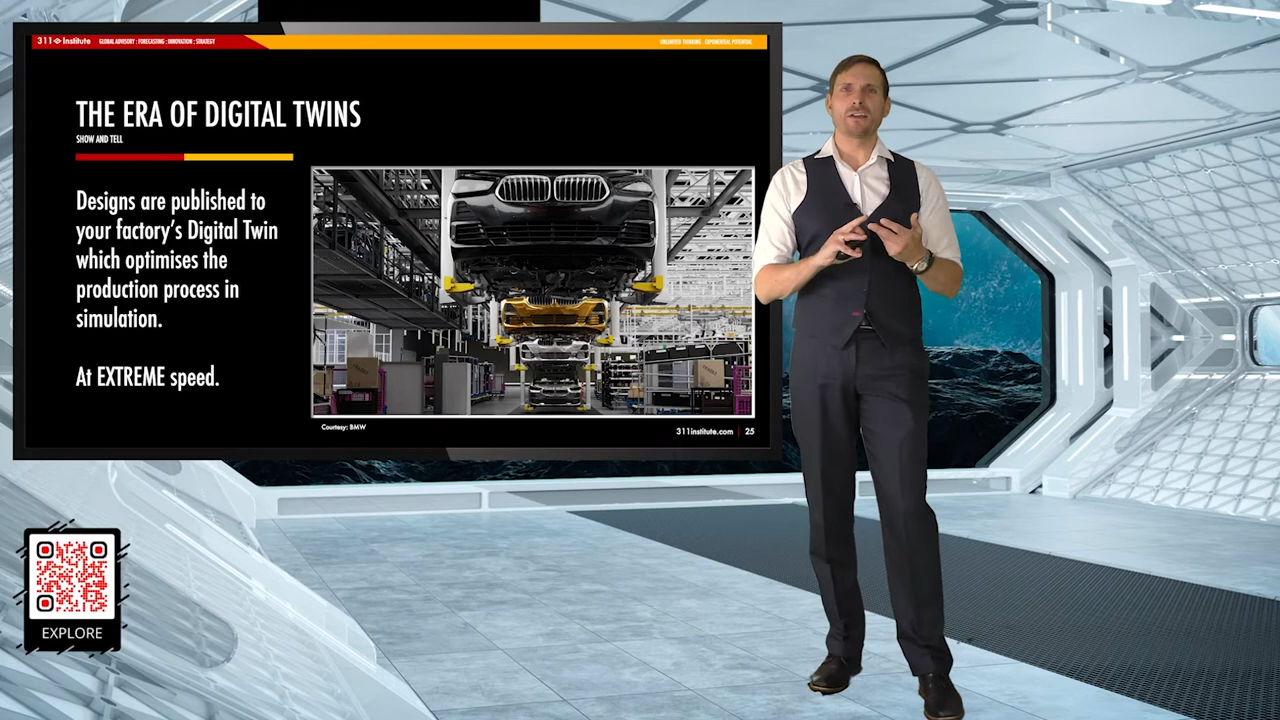 311 Institute
GLOBAL ADVISORY : FORECASTING : INNOVATION : STRATEGY
UNLIMITED THINKING . EXPONENTIAL POTENTIAL
THE ERA OF DIGITAL TWINS
SHOW AND TELL
Designs are published to
your factory's Digital Twin
which optimises the
production process in
simulation.
At EXTREME speed.
Courtesy: BMW
311institute.com | 25
EXPLORE